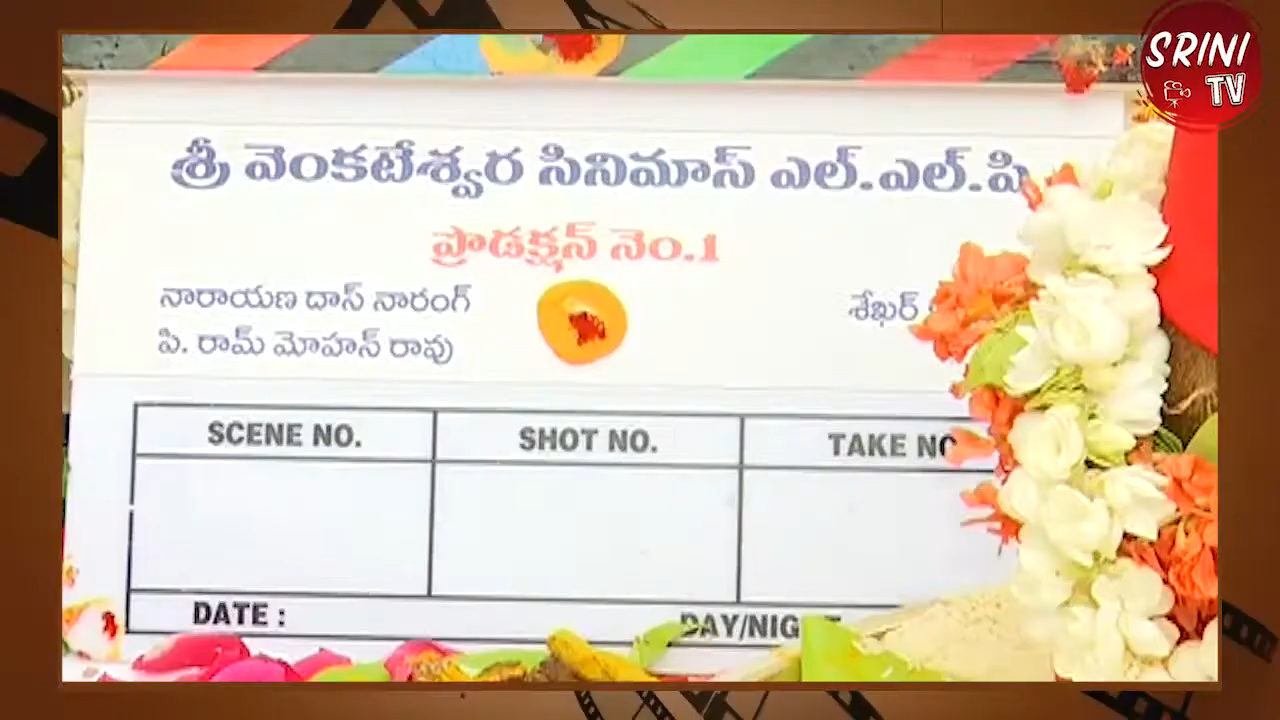 SRINI
TV
శ్రీ వెంకటేశ్వర సినిమాస్ ఎల్.ఎల్.పి
ప్రొడక్షన్ నెం.1
నారాయణ దాస్ నారంగ్
శేఖర్
పి. రామ్ మోహన్ రావు
SCENE NO. SHOT NO. TAKE NO
DATE : DAY/NIGHT